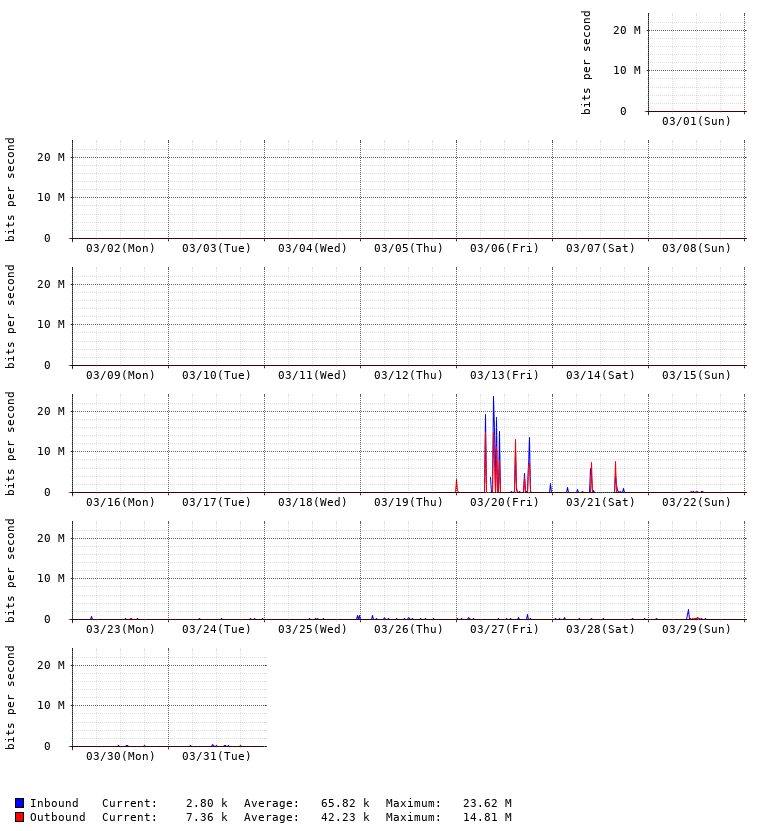 bits per second
20 M
10 M
0
03/01(Sun)
bits per second
20 M
10 M
0
03/02(Mon) 03/03(Tue) 03/04(Wed) 03/05(Thu) 03/06(Fri) 03/07(Sat) 03/08(Sun)
bits per second
20 M
10 M
0
03/09(Mon) 03/10(Tue) 03/11(Wed) 03/12(Thu) 03/13(Fri) 03/14(Sat) 03/15(Sun)
bits per second
20 M
10 M
0
03/16(Mon) 03/17(Tue) 03/18(Wed) 03/19(Thu) 03/20(Fri) 03/21(Sat) 03/22(Sun)
bits per second
20 M
10 M
0
03/23(Mon) 03/24(Tue) 03/25(Wed) 03/26(Thu) 03/27(Fri) 03/28(Sat) 03/29(Sun)
bits per second
20 M
10 M
0
03/30(Mon) 03/31(Tue)
Inbound Current: 2.80 k Average: 65.82 k Maximum: 23.62 M
Outbound Current: 7.36 k Average: 42.23 k Maximum: 14.81 M